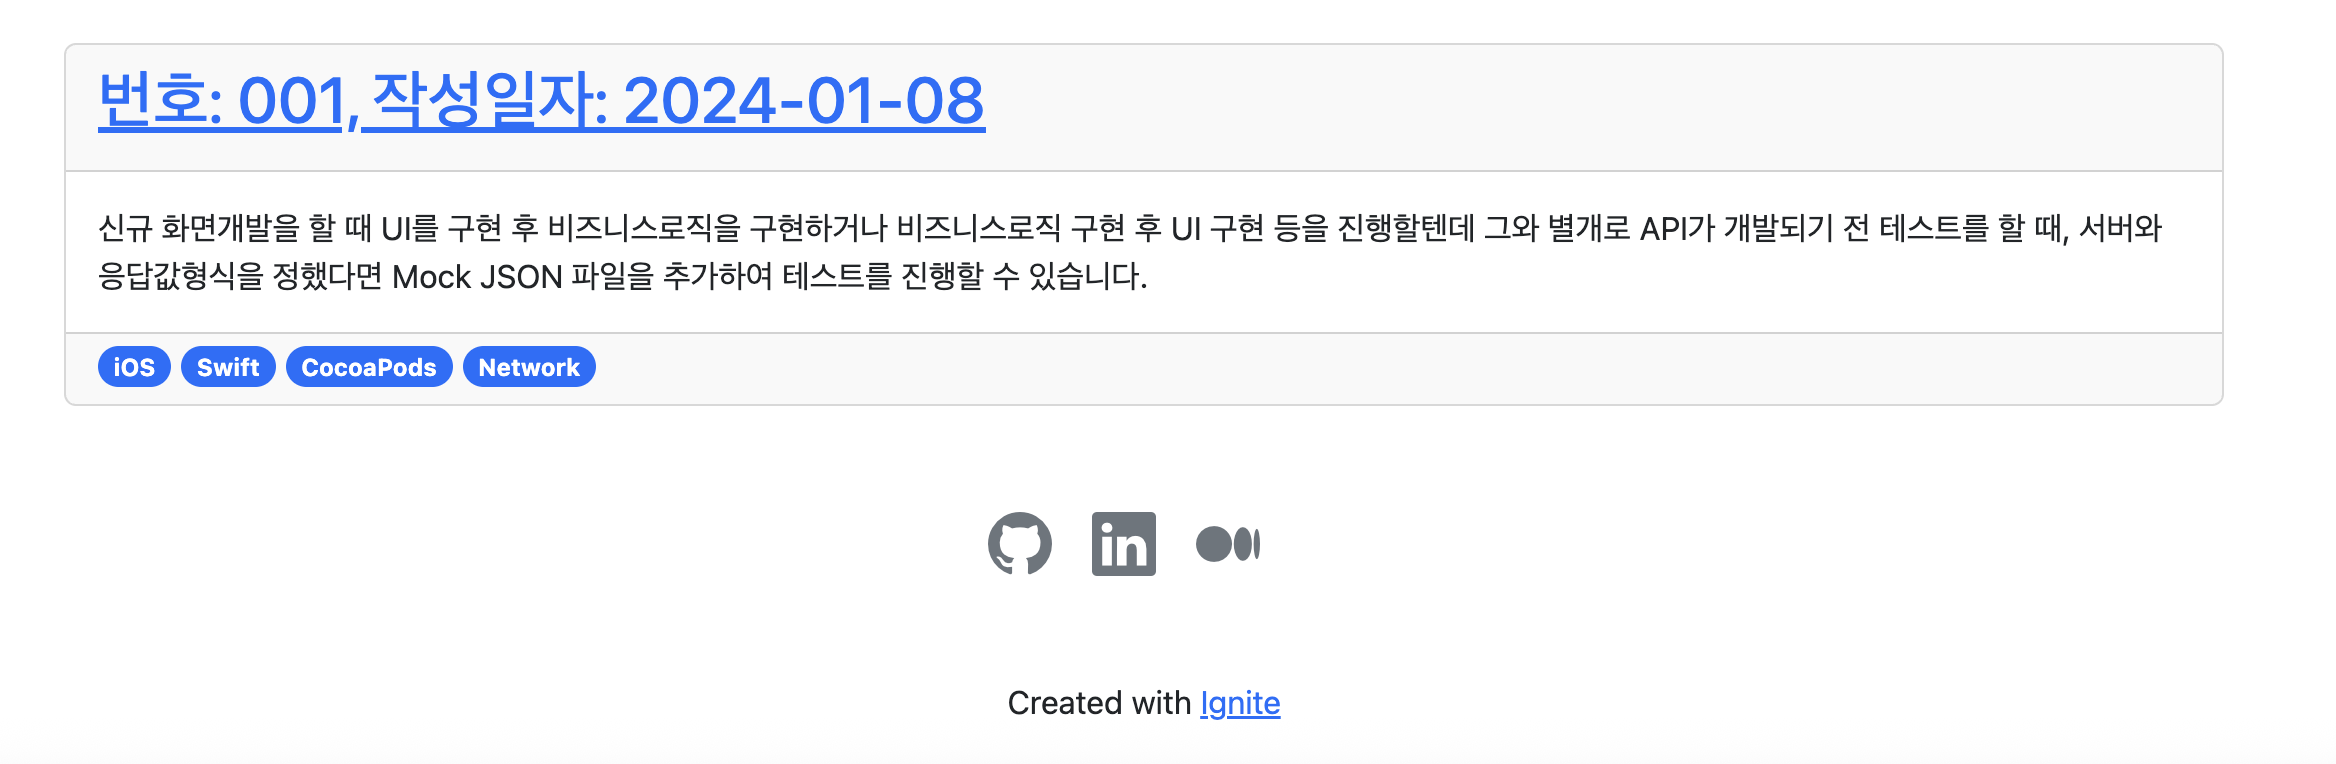 번호: 001, 작성일자: 2024-01-08
신규 화면개발을 할 때 UI를 구현 후 비즈니스로직을 구현하거나 비즈니스로직 구현 후 UI 구현 등을 진행할텐데 그와 별개로 API가 개발되기 전 테스트를 할 때, 서버와
응답값형식을 정했다면 Mock JSON 파일을 추가하여 테스트를 진행할 수 있습니다.
iOS Swift CocoaPods Network
in
Created with Ignite